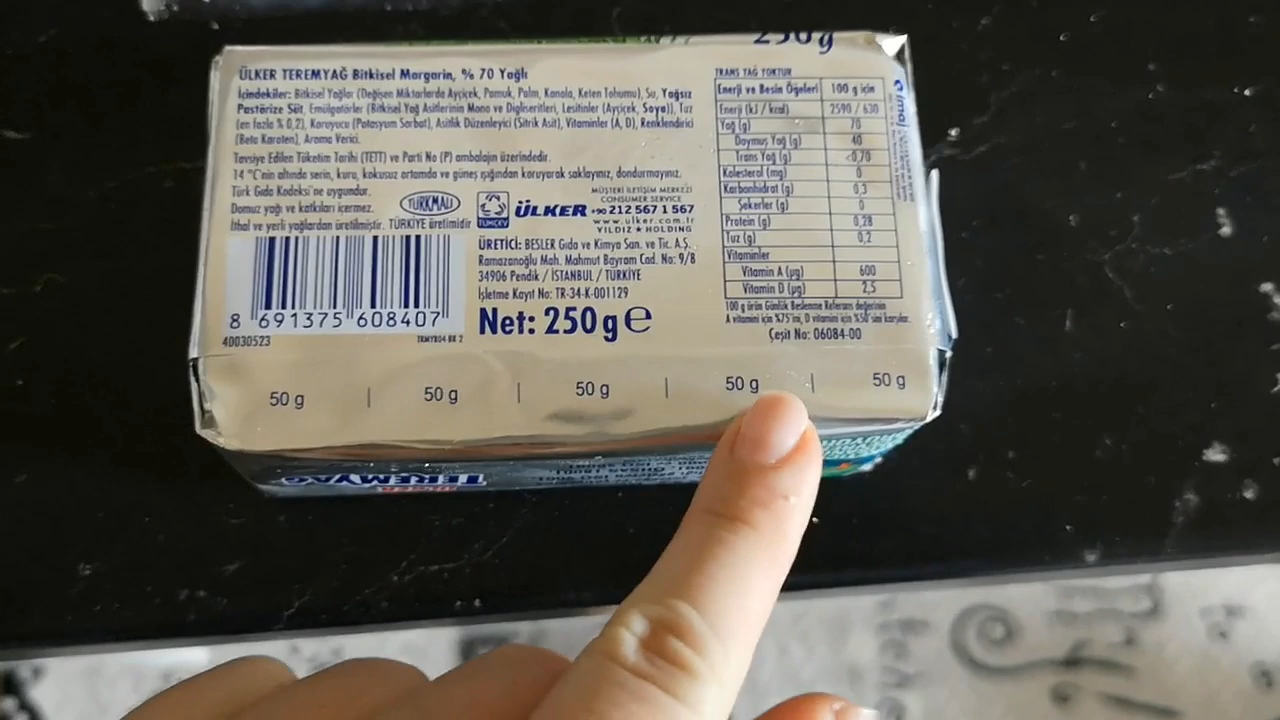 250 g
ÜLKER TEREMYAĞ Bitkisel Margarin, % 70 Yağlı
İçindekiler: Bitkisel Yağlar (Değişen Miktarlarda Ayçiçek, Pamuk, Palm, Kanola, Keten Tohumu), Su, Yağsız
Pastörize Süt, Emülgatörler (Bitkisel Yağ Asitlerinin Mono ve Digliseritleri, Lesitinler (Ayçiçek, Soya)), Tuz
(en fazla % 0,2), Koruyucu (Potasyum Sorbat), Asitlik Düzenleyici (Sitrik Asit), Vitaminler (A, D), Renklendirici
(Beta Karoten), Aroma Verici.
Tavsiye Edilen Tüketim Tarihi (TETT) ve Parti No (P) ambalajın üzerindedir.
14 °C'nin altında serin, kuru, kokusuz ortamda ve güneş ışığından koruyarak saklayınız, dondurmayınız.
Türk Gıda Kodeksi'ne uygundur.
Domuz yağı ve katkıları içermez.
İthal ve yerli yağlardan üretilmiştir. TÜRKİYE üretimidir
TÜRKMALI
TURKEY
ÜLKER
MÜŞTERİ İLETİŞİM MERKEZİ
CONSUMER SERVICE
+90 212 567 1 567
www.ulker.com.tr
YILDIZ ★ HOLDING
ÜRETİCİ: BESLER Gıda ve Kimya San. ve Tic. A.Ş.
Ramazanoğlu Mah. Mahmut Bayram Cad. No: 9/B
34906 Pendik / İSTANBUL / TÜRKİYE
İşletme Kayıt No: TR-34-K-001129
Net: 250 g e
8 691375 608407
40030523
TRMYB04 BK 2
TRANS YAĞ YOKTUR
Enerji ve Besin Öğeleri 100 g için
Enerji (kJ / kcal) 2590 / 630
Yağ (g) 70
Doymuş Yağ (g) 40
Trans Yağ (g) <0,70
Kolesterol (mg) 0
Karbonhidrat (g) 0,3
Şekerler (g) 0
Protein (g) 0,28
Tuz (g) 0,2
Vitaminler
Vitamin A (µg) 600
Vitamin D (µg) 2,5
100 g ürün Günlük Beslenme Referans değerinin
A vitamini için %75'ini, D vitamini için %50'sini karşılar.
Çeşit No: 06084-00
imaj
50 g | 50 g | 50 g | 50 g | 50 g
ÜLKER
TEREMYAĞ